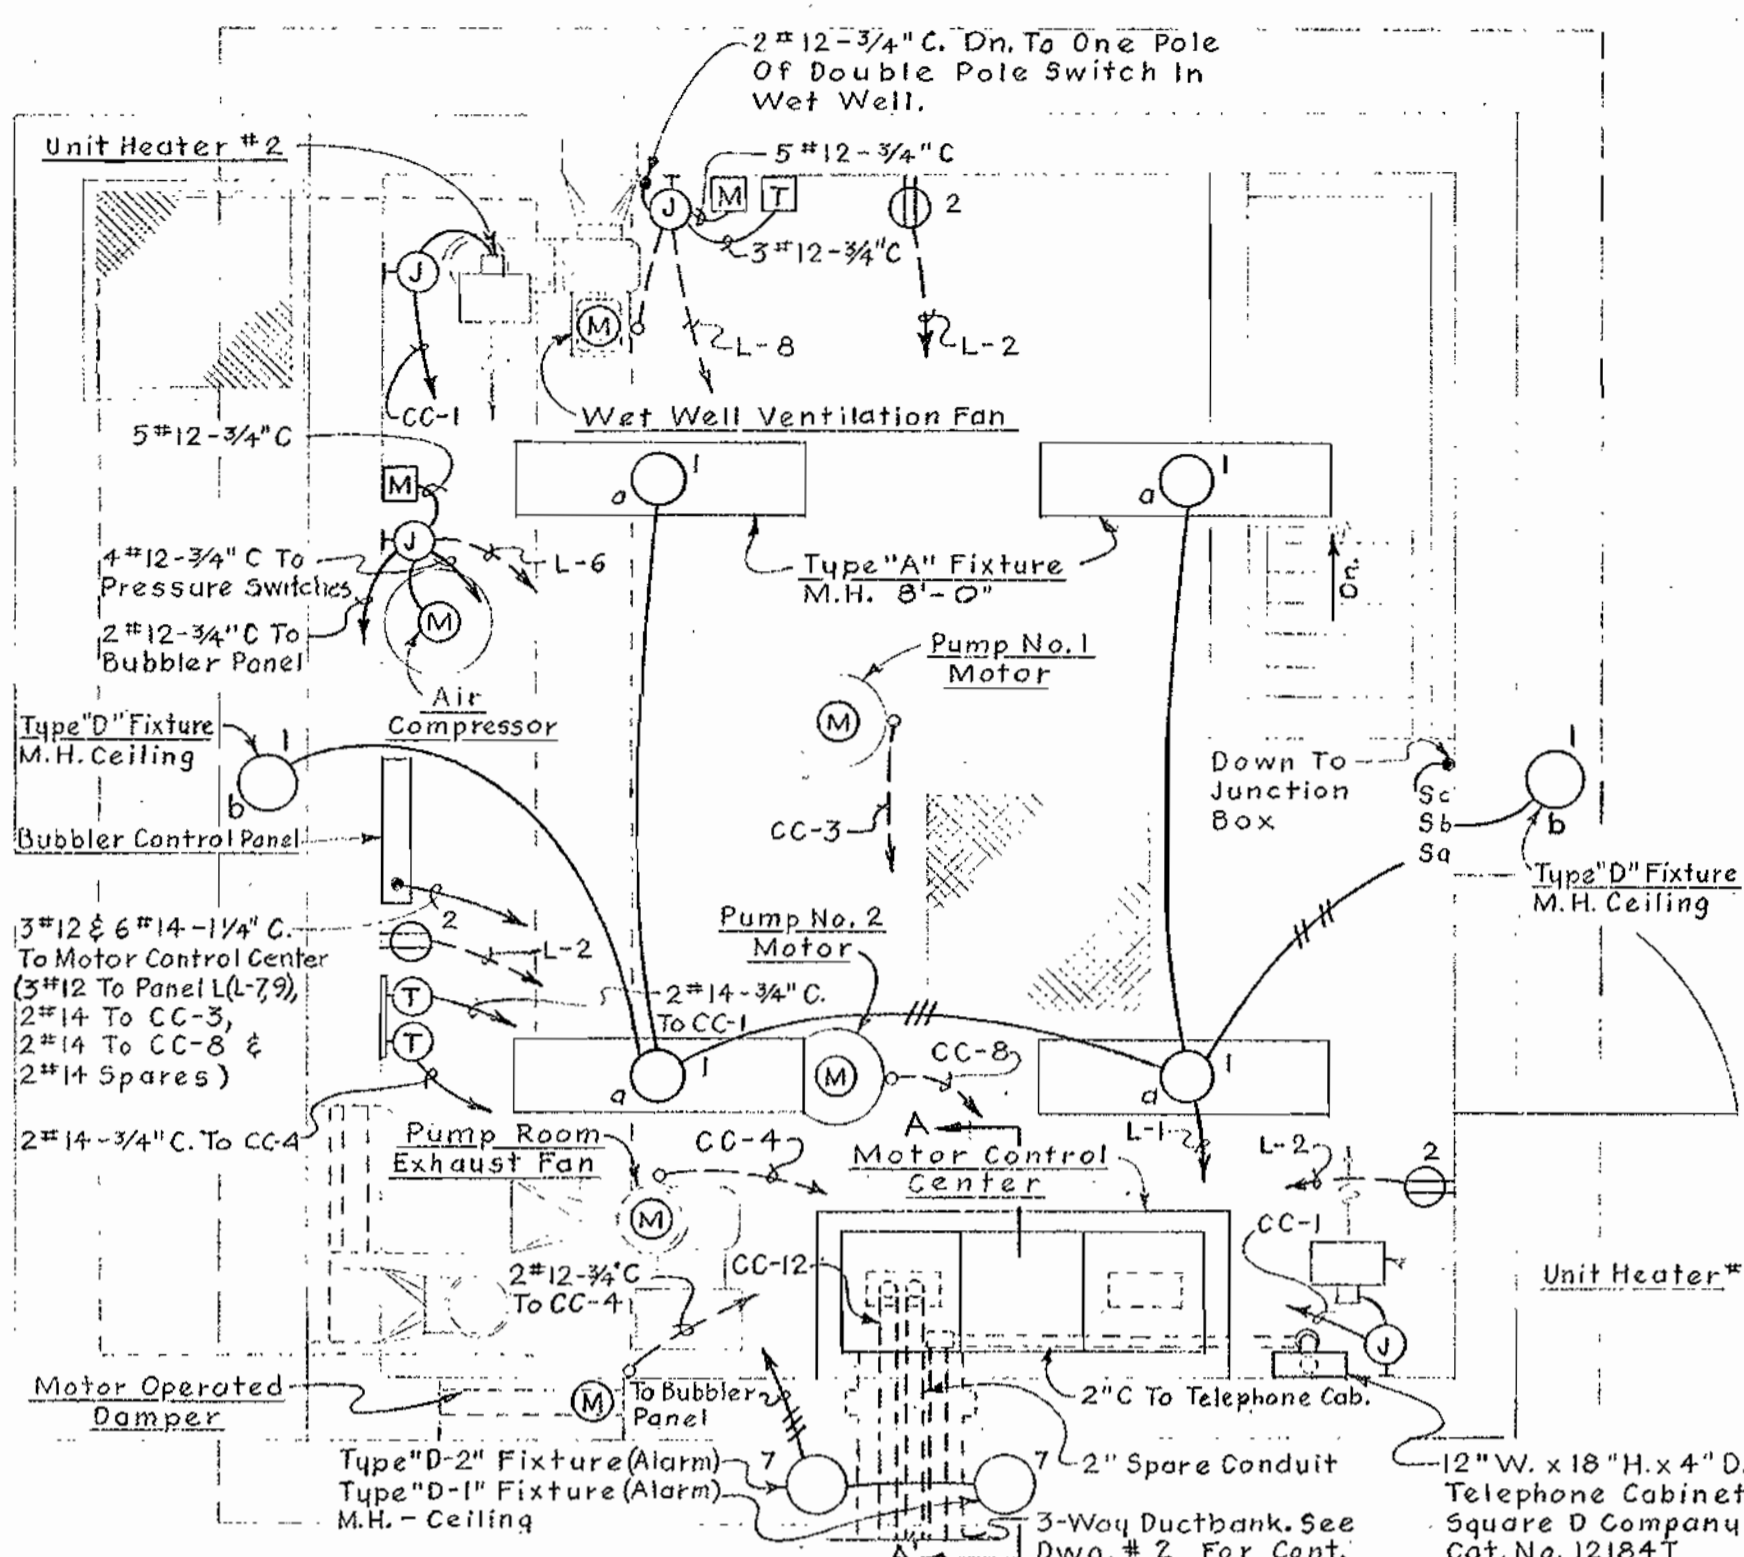 2 #12-3/4" C. Dn. To One Pole
Of Double Pole Switch In
Wet Well.
Unit Heater #2
5 #12-3/4" C
J
M
T
2
3 #12-3/4" C
J
M
L-8
L-2
CC-1
Wet Well Ventilation Fan
5 #12-3/4" C
M
1
a
1
a
J
4 #12-3/4" C To
Pressure Switches
L-6
Type "A" Fixture
M.H. 8'-0"
Dn.
2 #12-3/4" C To
Bubbler Panel
M
Pump No. 1
Motor
Air
Compressor
M
Type "D" Fixture
M.H. Ceiling
1
b
Down To
Junction
Box
Sc
Sb
Sa
1
b
CC-3
Bubbler Control Panel
Type "D" Fixture
M.H. Ceiling
3 #12 & 6 #14-1 1/4" C.
To Motor Control Center
(3 #12 To Panel L (L-7,9),
2 #14 To CC-3,
2 #14 To CC-8 &
2 #14 Spares)
2
L-2
Pump No. 2
Motor
T
T
2 #14-3/4" C.
To CC-1
1
a
M
CC-8
1
a
2 #14-3/4" C. To CC-4
Pump Room
Exhaust Fan
CC-4
A
L-1
L-2
2
Motor Control
Center
M
CC-1
2 #12-3/4" C
To CC-4
CC-12
Unit Heater #
J
Motor Operated
Damper
M
To Bubbler
Panel
2" C To Telephone Cab.
Type "D-2" Fixture (Alarm)
Type "D-1" Fixture (Alarm)
M.H. - Ceiling
7
7
2" Spare Conduit
12" W. x 18" H. x 4" D.
Telephone Cabinet
Square D Company
Cat. No. 12184T
3-Way Ductbank. See
Dwg. #2 For Cont.
A